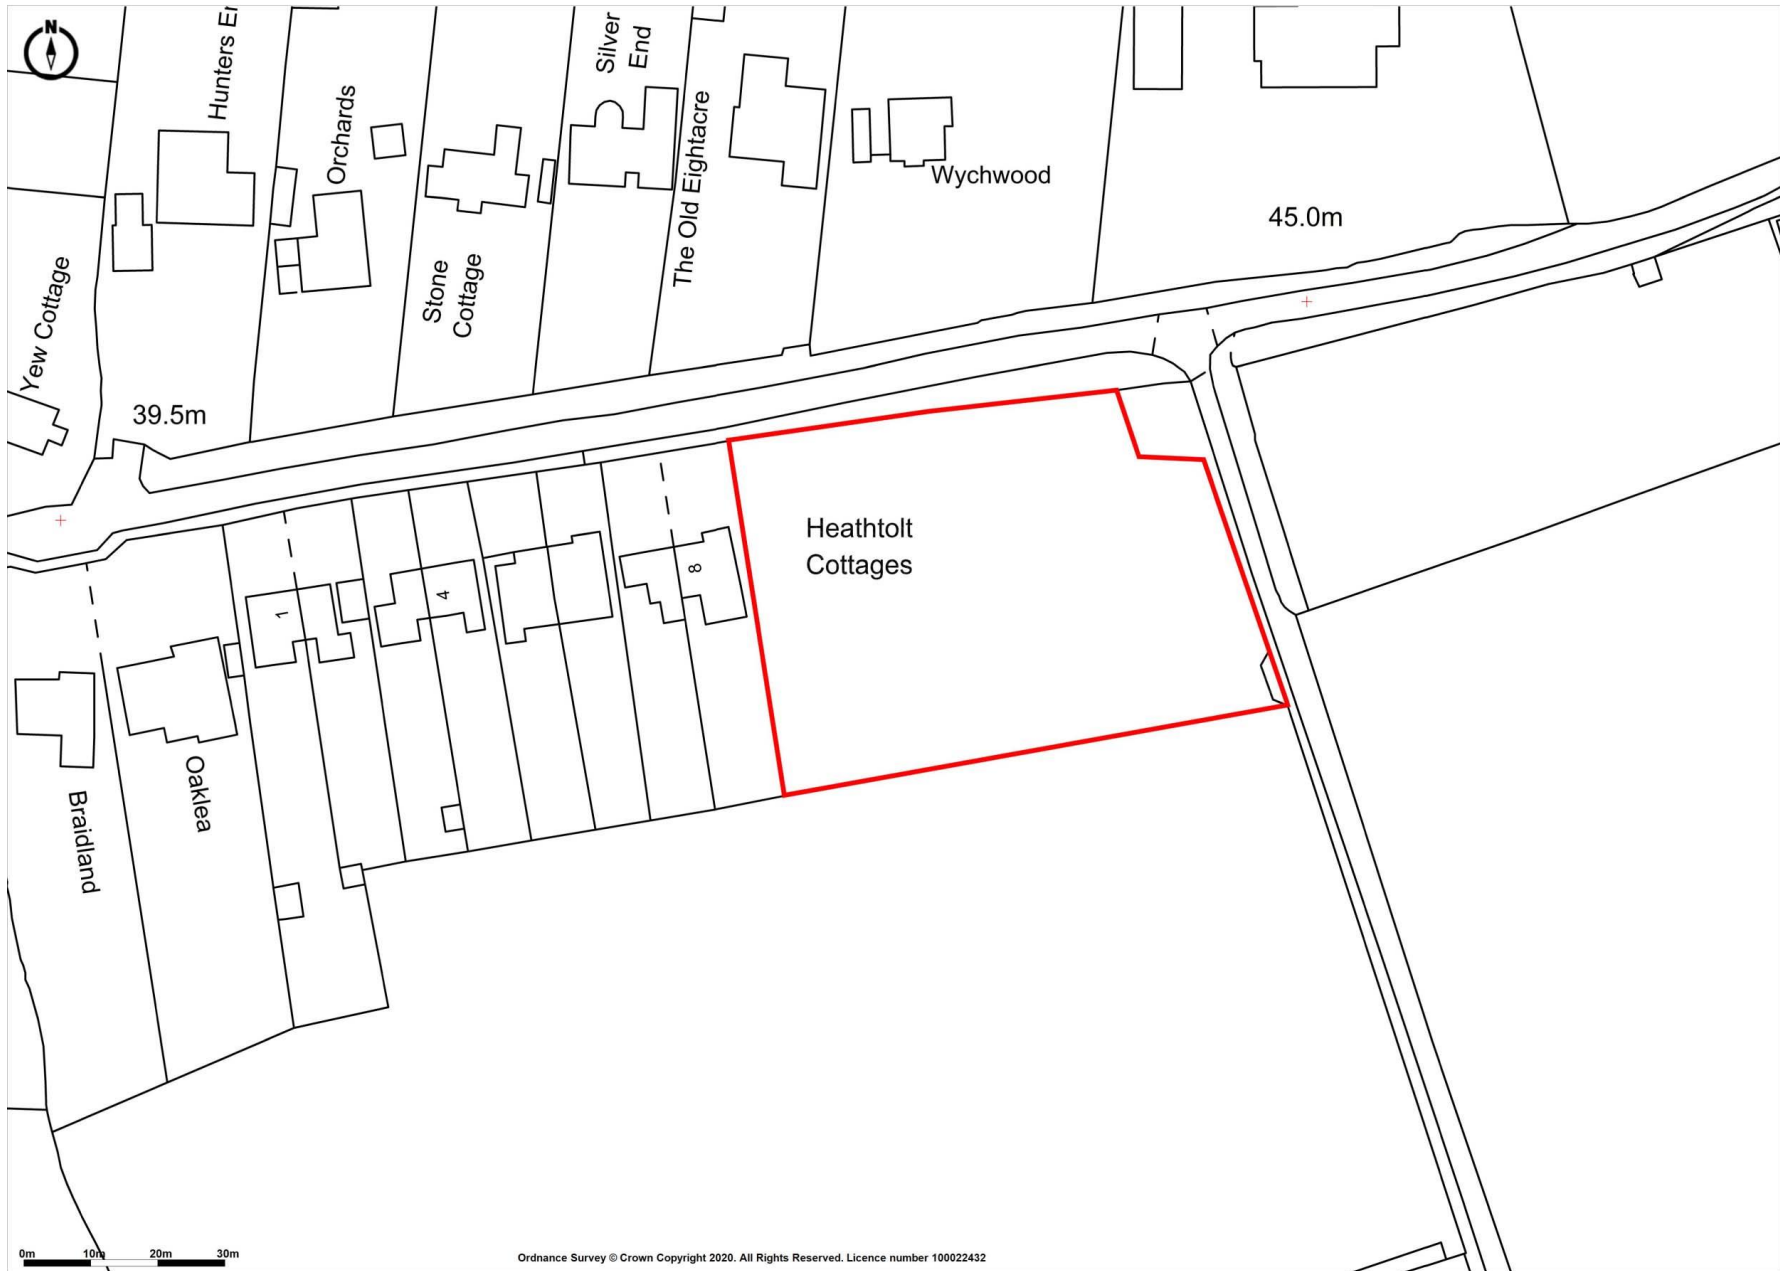 N
Hunters
Orchards
Silver
End
The Old Eightacre
Wychwood
45.0m
Yew Cottage
Stone
Cottage
39.5m
Heathtolt
Cottages
1
4
8
Oaklea
Braidland
0m 10m 20m 30m
Ordnance Survey © Crown Copyright 2020. All Rights Reserved. Licence number 100022432